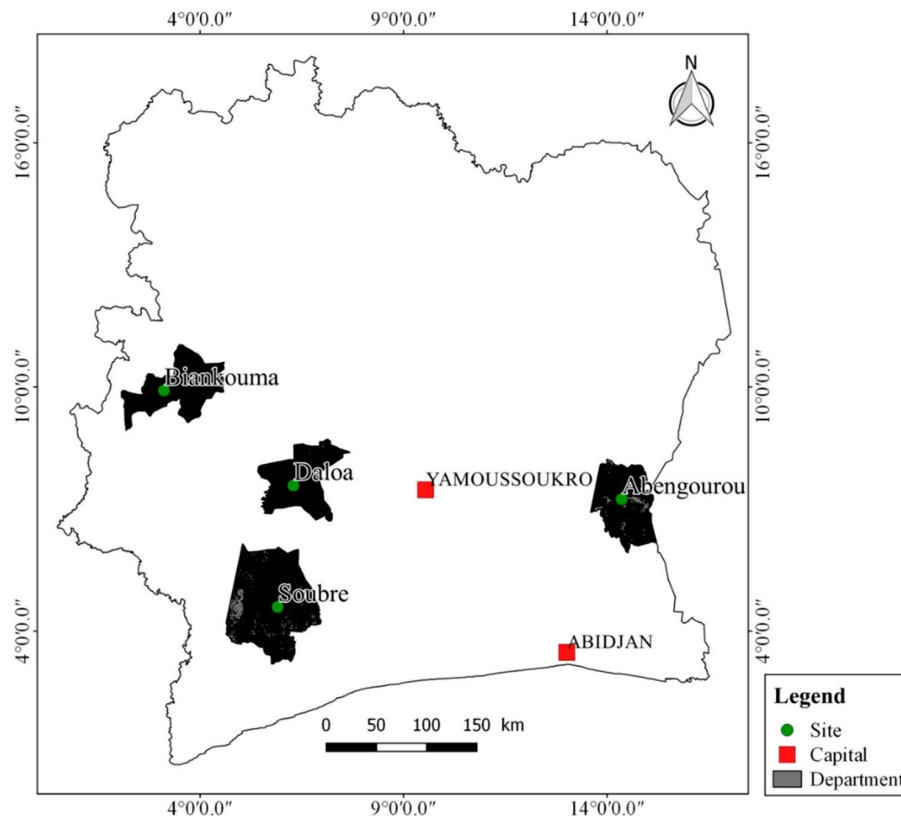 4°0'0.0" 9°0'0.0" 14°0'0.0"
N
16°0'0.0" 16°0'0.0"
10°0'0.0" 10°0'0.0"
Biankouma
Daloa
YAMOUSSOUKRO
Abengourou
Soubre
4°0'0.0" 4°0'0.0"
ABIDJAN
0 50 100 150 km
Legend
Site
Capital
Department
4°0'0.0" 9°0'0.0" 14°0'0.0"